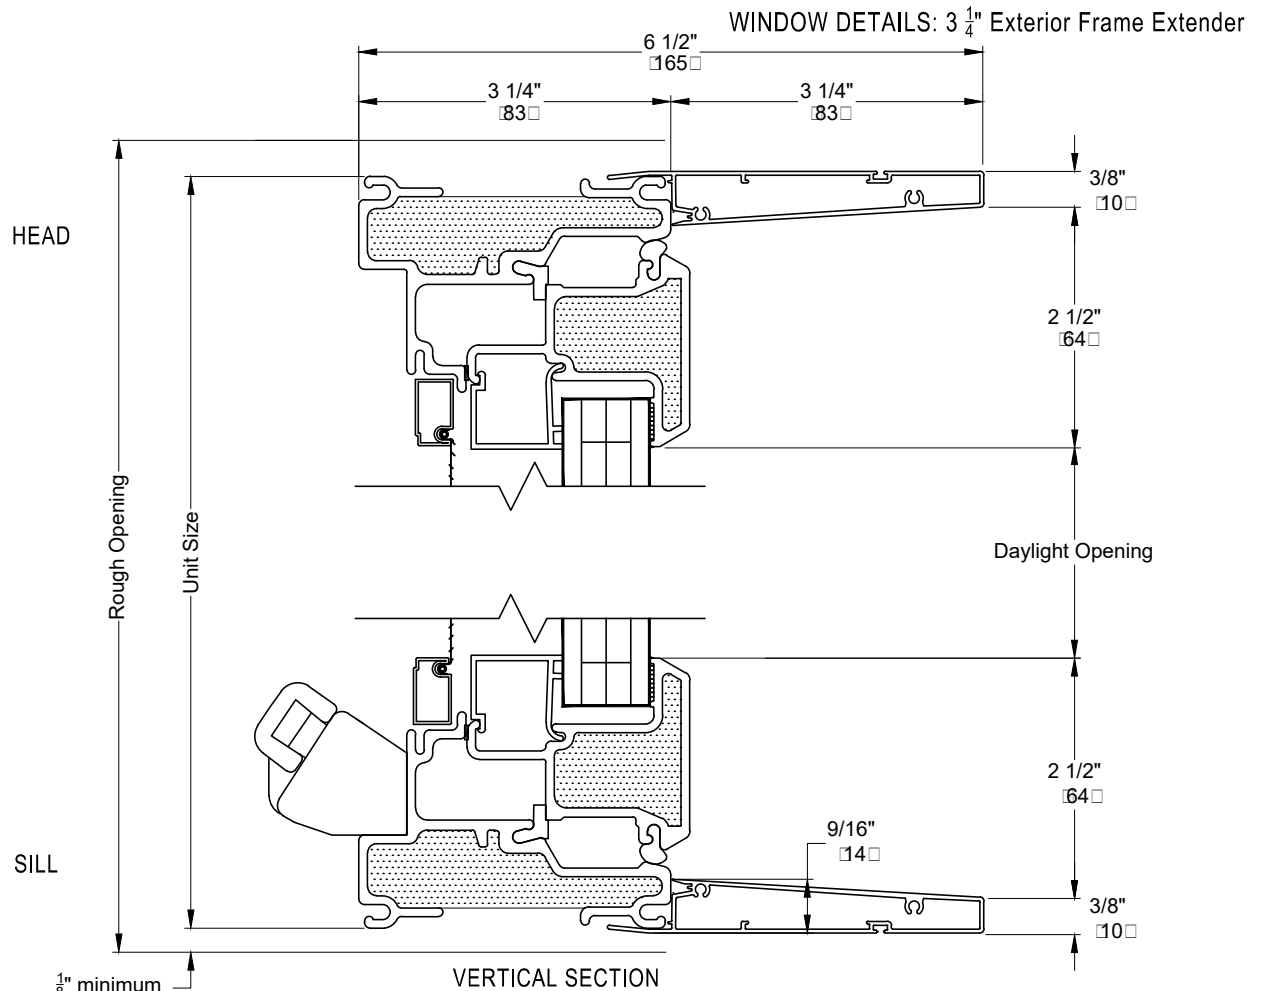 WINDOW DETAILS: 3 1/4" Exterior Frame Extender
6 1/2"
□165□
3 1/4"
□83□
3 1/4"
□83□
3/8"
□10□
HEAD
2 1/2"
□64□
Rough Opening
Unit Size
Daylight Opening
2 1/2"
□64□
9/16"
□14□
SILL
3/8"
□10□
VERTICAL SECTION
minimum